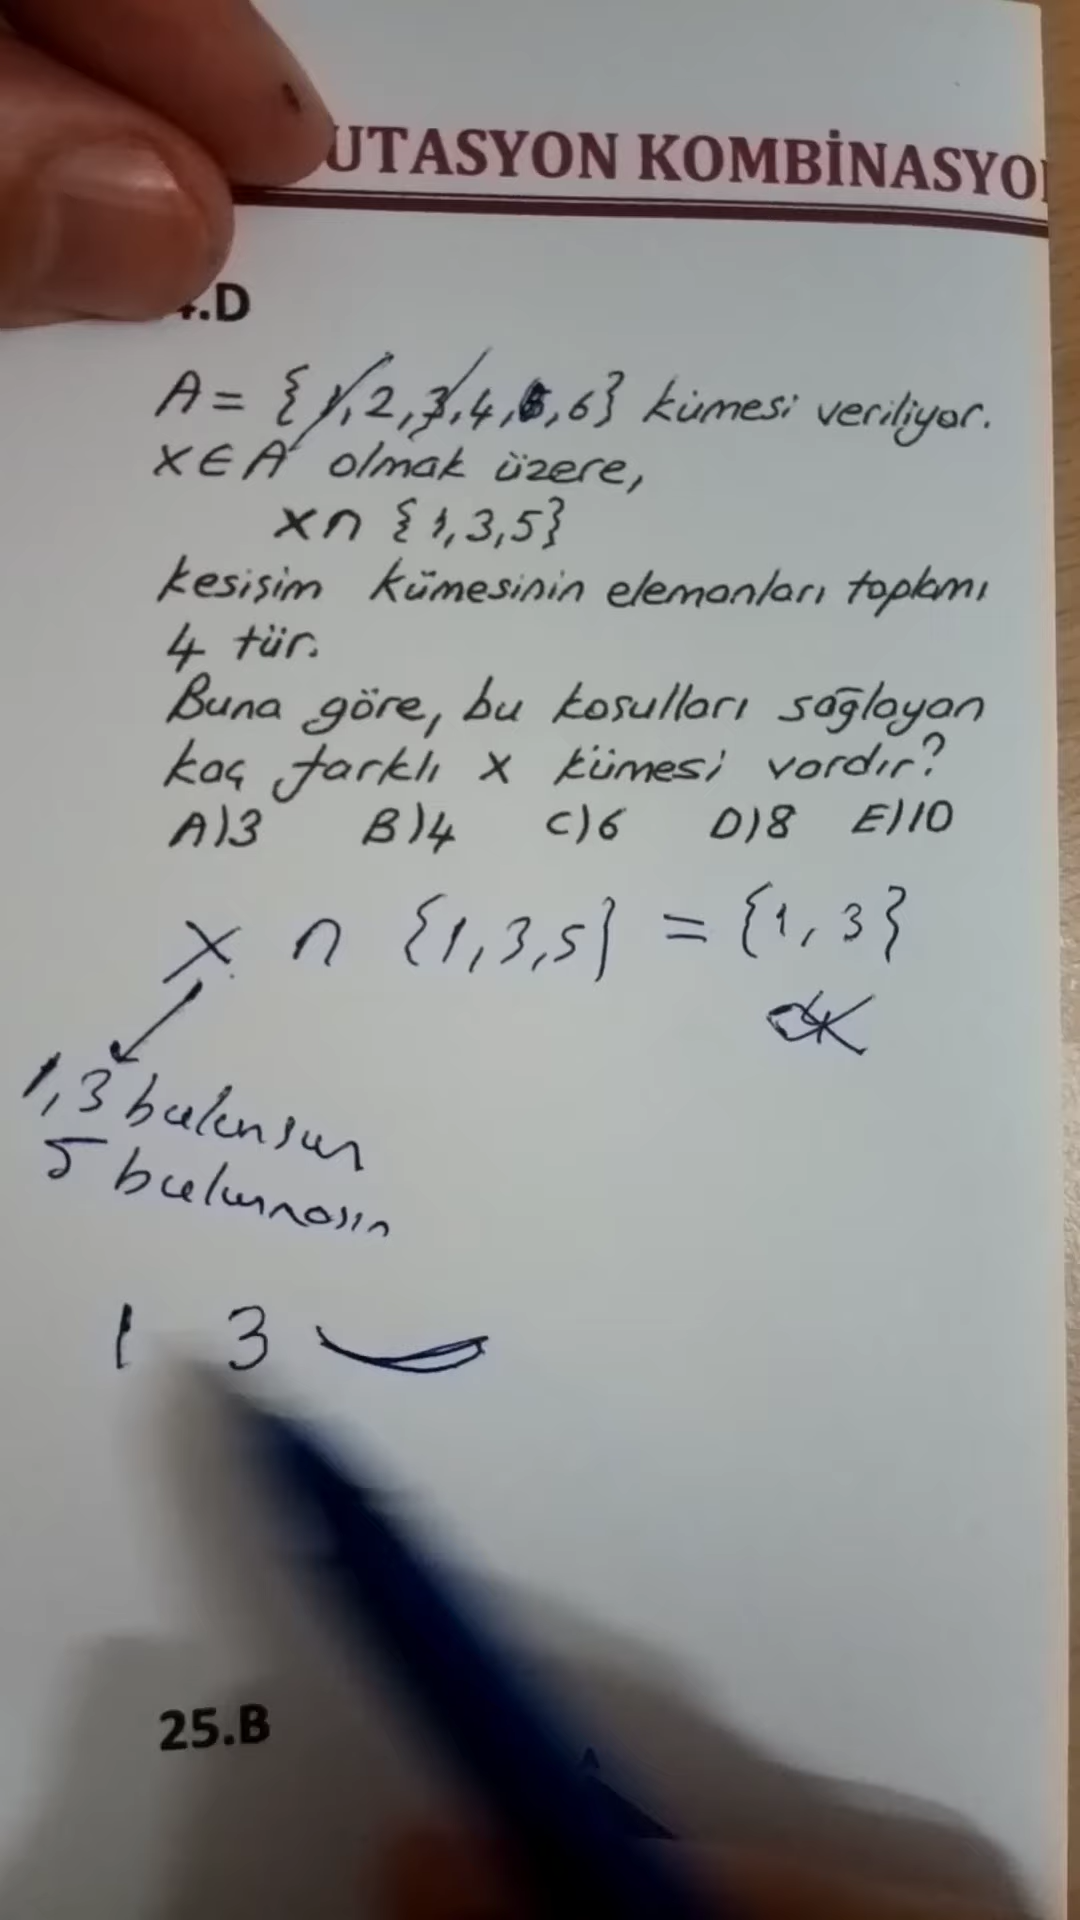 UTASYON KOMBİNASYO
4.D
A = {1, 2, 3, 4, 5, 6} kümesi veriliyor.
X ∈ A olmak üzere,
X ∩ {1, 3, 5}
kesişim kümesinin elemanları toplamı
4 tür.
Buna göre, bu koşulları sağlayan
kaç farklı X kümesi vardır?
A)3 B)4 C)6 D)8 E)10
X ∩ {1, 3, 5} = {1, 3}
1, 3 bulunsun
5 bulunmasın
1 3
25.B
A